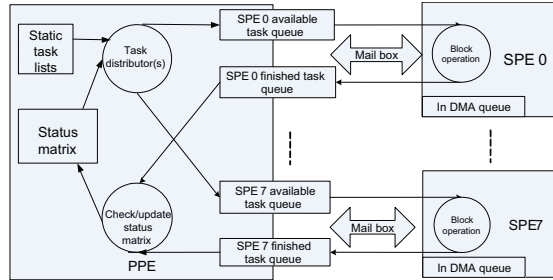 Static
task
lists
Task
distributor(s)
Status
matrix
Check/update
status
matrix
PPE
SPE 0 available
task queue
SPE 0 finished task
queue
SPE 7 available
task queue
SPE 7 finished
task queue
Mail box
Mail box
Block
operation
SPE 0
In DMA queue
Block
operation
SPE7
In DMA queue